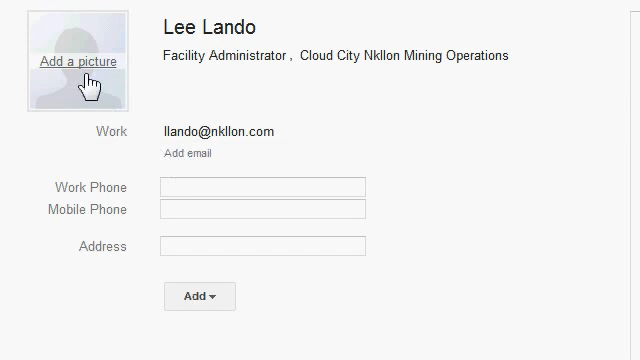 Lee Lando
Add a picture
Facility Administrator , Cloud City Nkllon Mining Operations
Work llando@nkllon.com
Add email
Work Phone
Mobile Phone
Address
Add